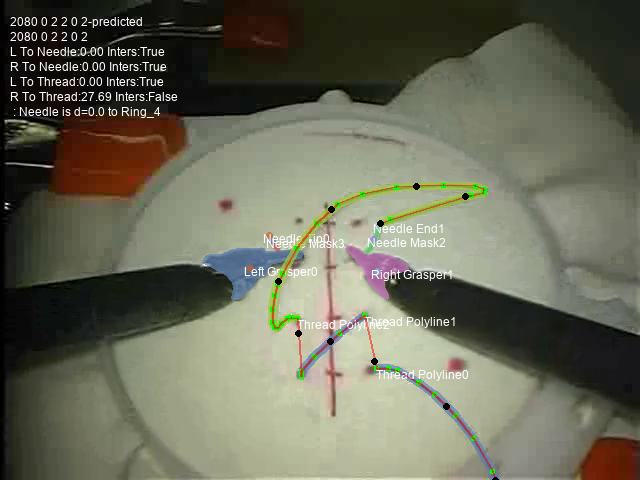 2080 0 2 2 0 2-predicted
2080 0 2 2 0 2
L To Needle:0.00 Inters:True
R To Needle:0.00 Inters:True
L To Thread:0.00 Inters:True
R To Thread:27.69 Inters:False
: Needle is d=0.0 to Ring_4
Needle End1
Needle Mask3
Needle Mask2
Left Grasper0
Right Grasper1
Thread Polyline2
Thread Polyline1
Thread Polyline0